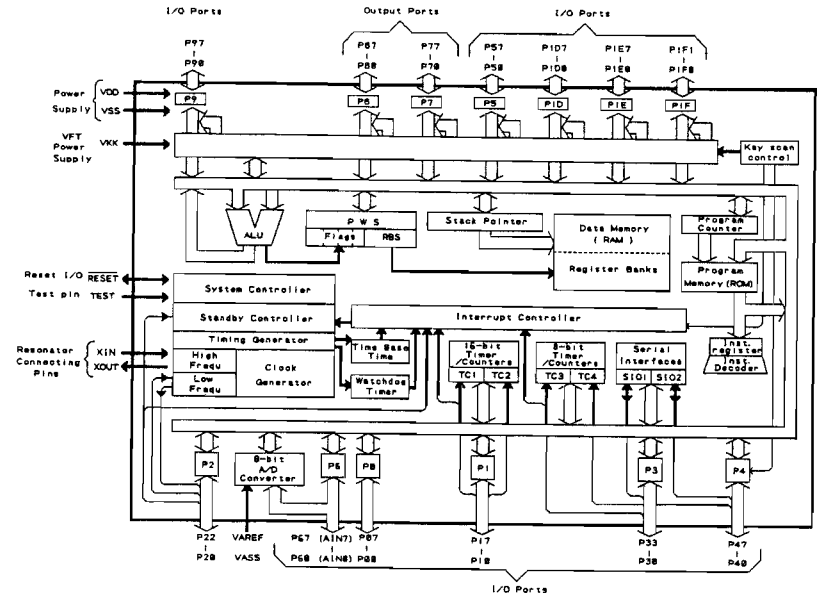 I/O Ports
Output Ports
I/O Ports
P97
P90
P87
P80
P77
P70
P57
P50
P1D7
P1D0
P1E7
P1E0
P1F1
P1F0
Power Supply
VDD
VSS
P9
P8
P7
P5
P1D
P1E
P1F
VFT
Power
Supply
VKK
Key scan
control
ALU
P W S
Flags
RBS
Stack Pointer
Data Memory
( RAM )
Register Banks
Program
Counter
Program
Memory(ROM)
Reset I/O RESET
Test pin TEST
System Controller
Standby Controller
Timing Generator
Interrupt Controller
Resonator
Connecting
Pins
XIN
XOUT
High
Frequ
Low
Frequ
Clock
Generator
Time Base
Time
Watchdog
Timer
16-bit
Timer
/Counters
TC1
TC2
8-bit
Timer
/Counters
TC3
TC4
Serial
Interfaces
SIO1
SIO2
Inst.
register
Inst.
Decoder
P2
8-bit
A/D
Converter
P6
P0
P1
P3
P4
P22
P20
VAREF
VASS
P67 (AIN7)
P60 (AIN0)
P07
P00
P17
P10
P33
P30
P47
P40
I/O Ports